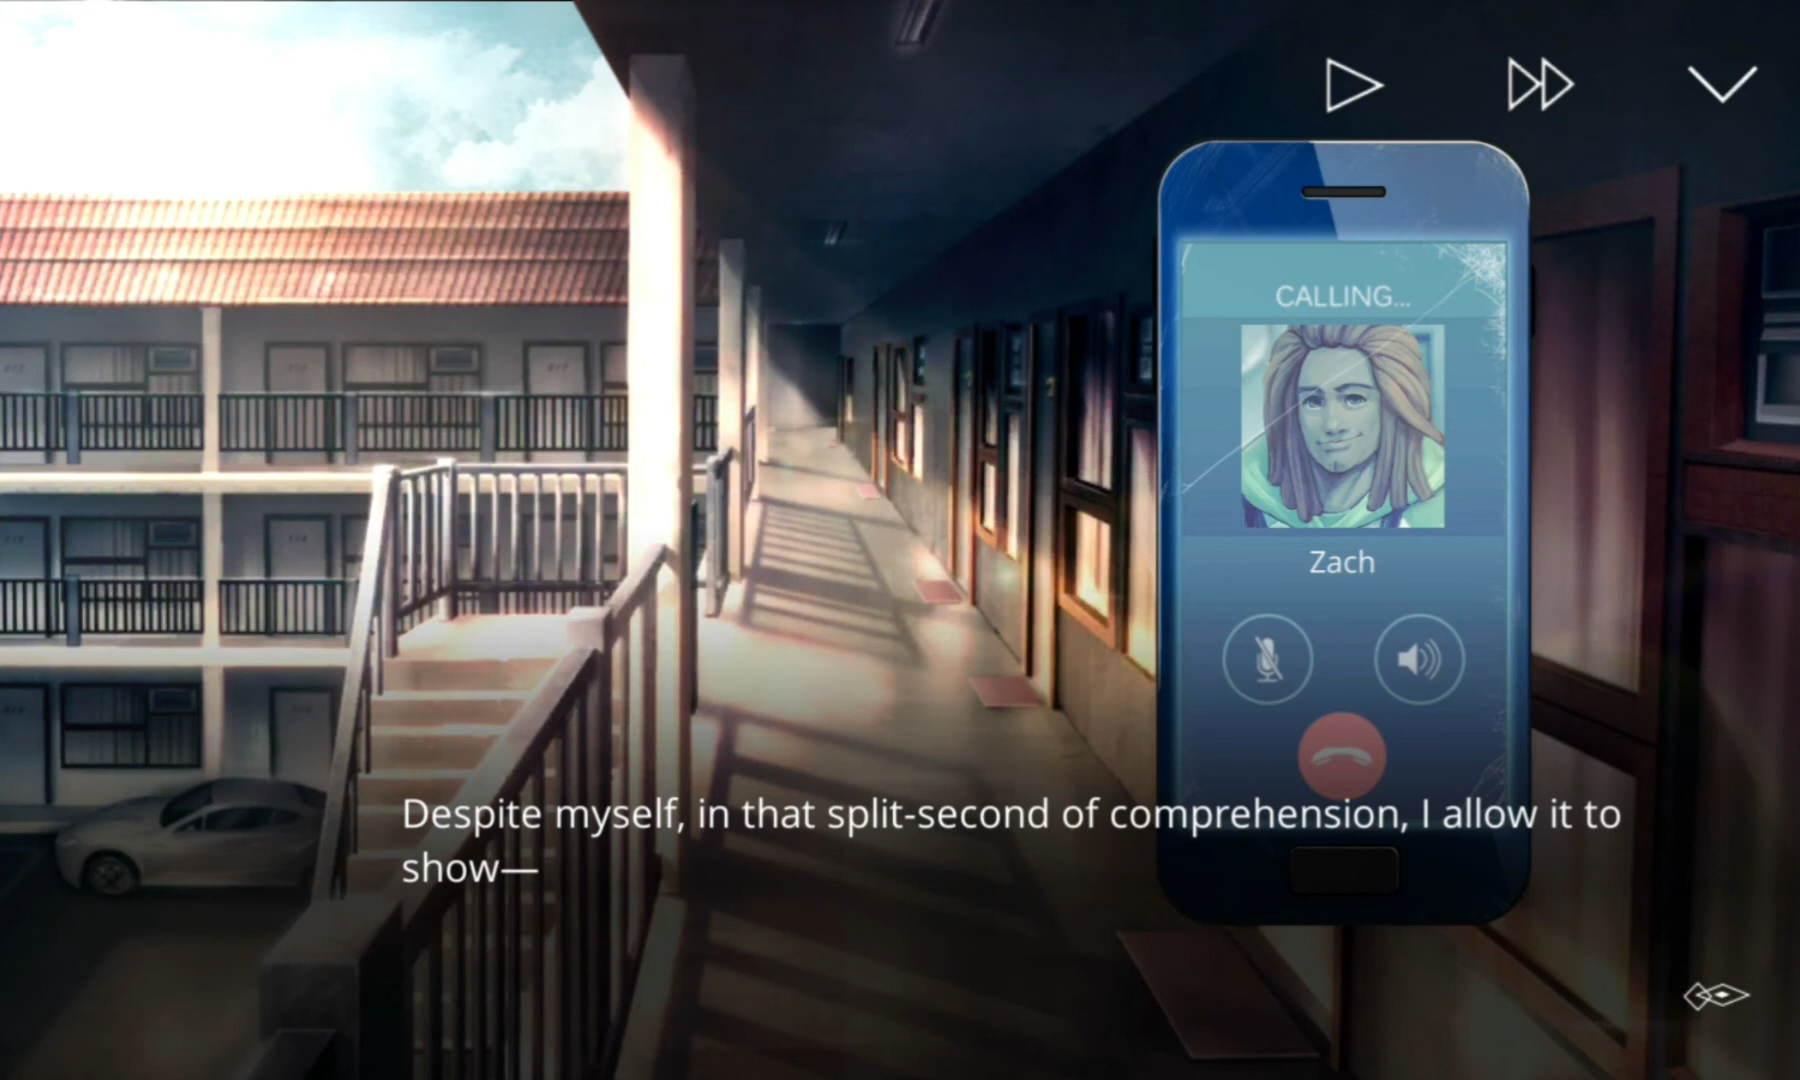 CALLING...
Zach
Despite myself, in that split-second of comprehension, I allow it to
show—